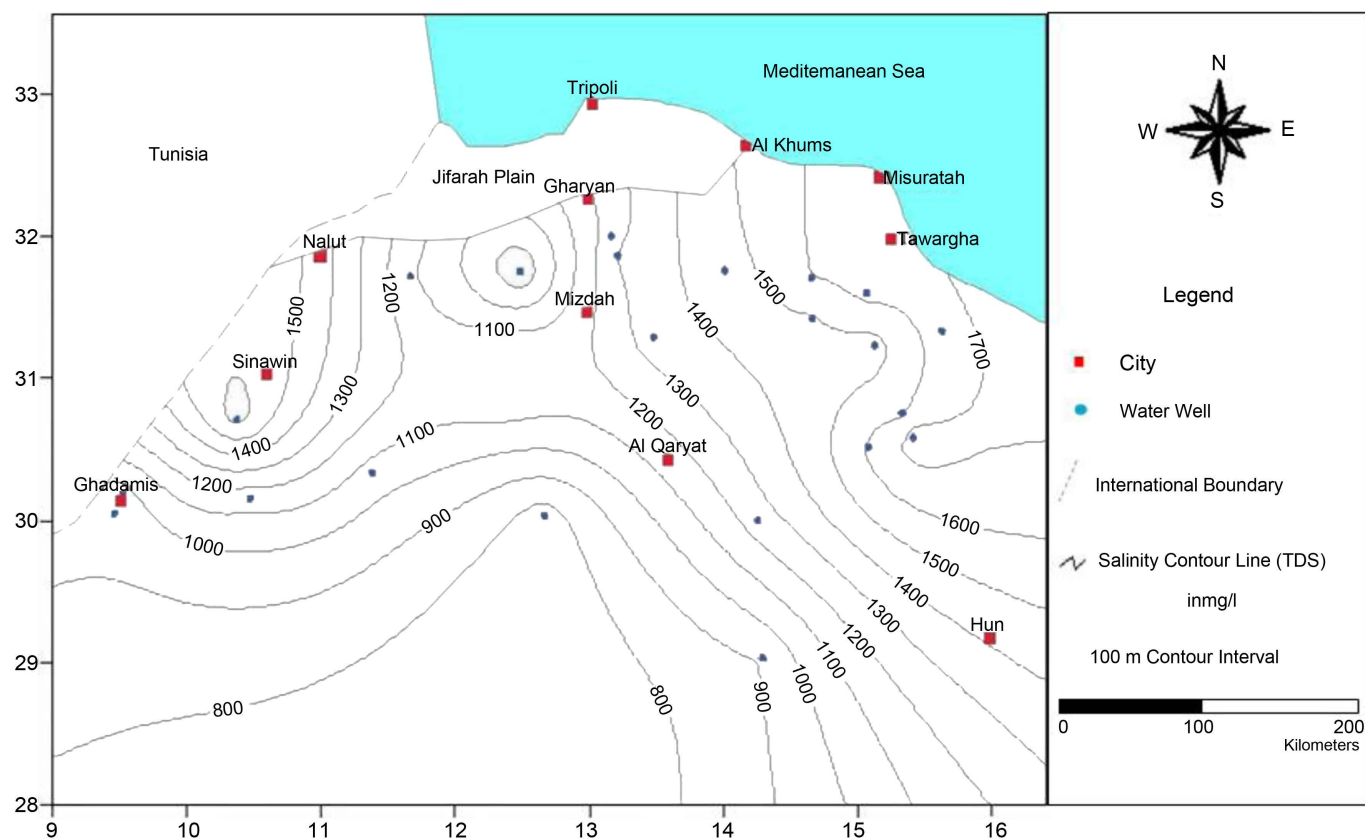 Meditemanean Sea
33
Tripoli
Al Khums
Tunisia
Jifarah Plain
Gharyan
Misuratah
Tawargha
32
Nalut
1500
1200
1500
1400
1700
Mizdah
1100
Sinawin
31
1300
1300
1200
1100
1400
Al Qaryat
1200
Ghadamis
30
1000
900
1600
1500
1400
1300
1200
1100
1000
900
800
800
Hun
29
28
9
10
11
12
13
14
15
16
N
W
E
S
Legend
City
Water Well
International Boundary
Salinity Contour Line (TDS)
inmg/l
100 m Contour Interval
0
100
200
Kilometers